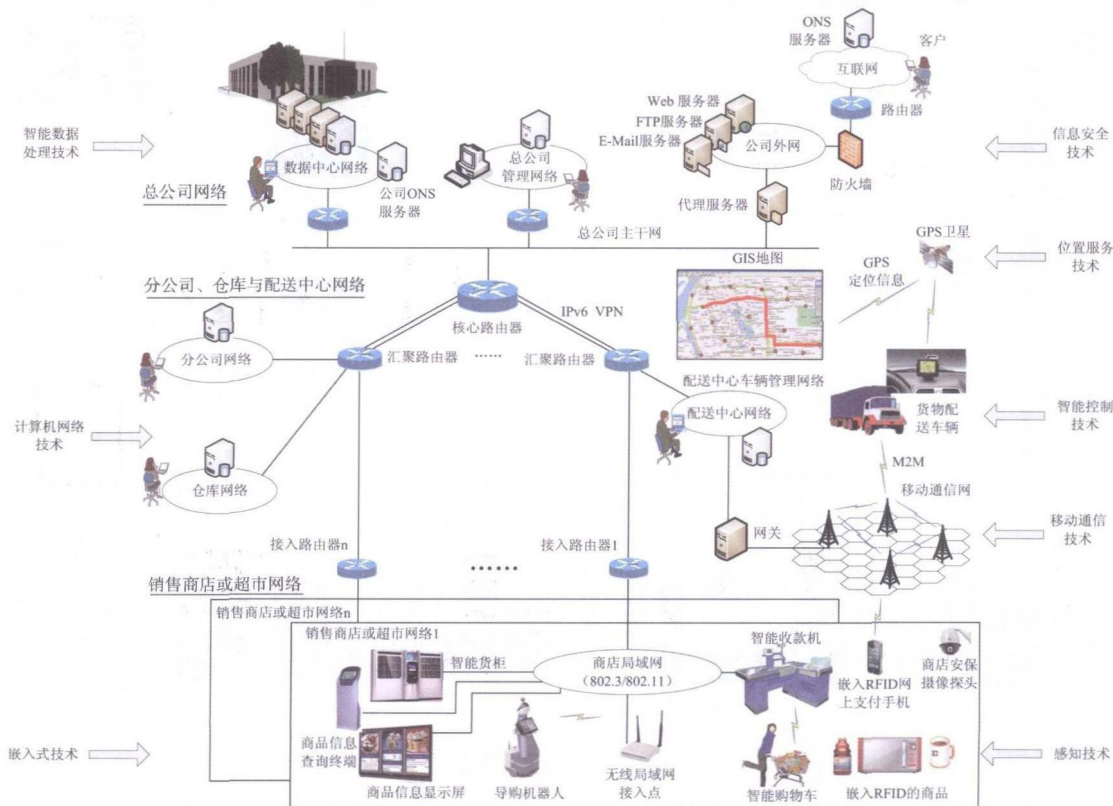 ONS
服务器
客户
互联网
路由器
Web 服务器
FTP服务器
E-Mail服务器
公司外网
防火墙
智能数据
处理技术
信息安全
技术
数据中心网络
总公司
管理网络
公司ONS
服务器
代理服务器
总公司网络
总公司主干网
GPS卫星
GPS
定位信息
位置服务
技术
GIS地图
分公司、仓库与配送中心网络
核心路由器
IPv6 VPN
分公司网络
汇聚路由器
……
汇聚路由器
配送中心车辆管理网络
配送中心网络
货物配
送车辆
智能控制
技术
计算机网络
技术
仓库网络
M2M
移动通信网
网关
移动通信
技术
接入路由器n
接入路由器1
……
销售商店或超市网络
销售商店或超市网络n
销售商店或超市网络1
智能货柜
商店局域网
(802.3/802.11)
智能收款机
嵌入RFID网
上支付手机
商店安保
摄像探头
嵌入式技术
感知技术
商品信息
查询终端
商品信息显示屏
导购机器人
无线局域网
接入点
智能购物车
嵌入RFID的商品